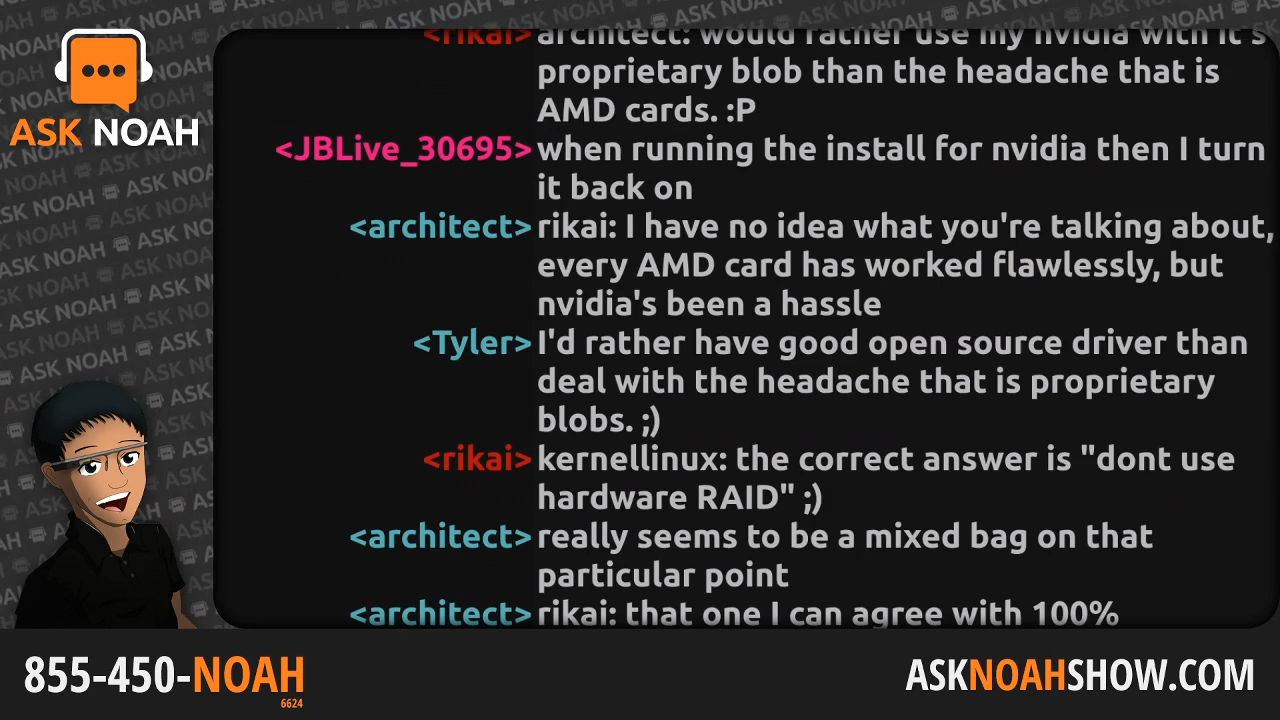 ASK NOAH
<rikai> architect: would rather use my nvidia with it's
proprietary blob than the headache that is
AMD cards. :P
<JBLive_30695> when running the install for nvidia then I turn
it back on
<architect> rikai: I have no idea what you're talking about,
every AMD card has worked flawlessly, but
nvidia's been a hassle
<Tyler> I'd rather have good open source driver than
deal with the headache that is proprietary
blobs. ;)
<rikai> kernellinux: the correct answer is "dont use
hardware RAID" ;)
<architect> really seems to be a mixed bag on that
particular point
<architect> rikai: that one I can agree with 100%
855-450-NOAH
6624
ASKNOAHSHOW.COM